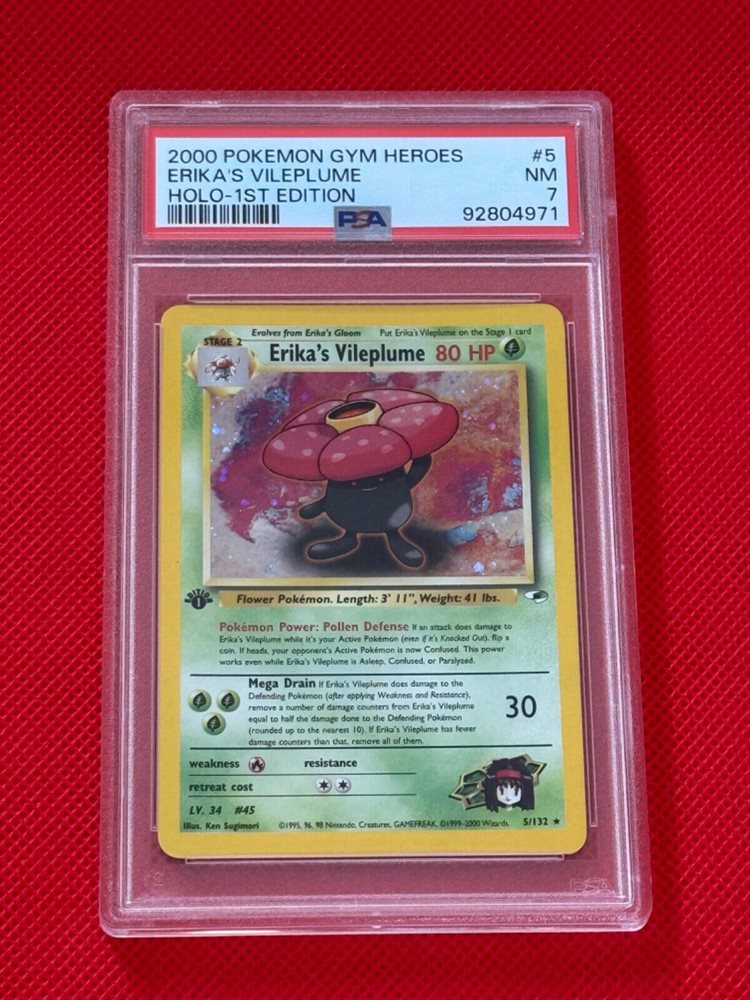 2000 POKEMON GYM HEROES #5
ERIKA'S VILEPLUME NM
HOLO-1ST EDITION 7
PSA 92804971
Evolves from Erika's Gloom Put Erika's Vileplume on the Stage 1 card
STAGE 2
Erika's Vileplume 80 HP
EDITION 1
Flower Pokémon. Length: 3' 11", Weight: 41 lbs.
Pokémon Power: Pollen Defense If an attack does damage to
Erika's Vileplume while it's your Active Pokémon (even if it's Knocked Out), flip a
coin. If heads, your opponent's Active Pokémon is now Confused. This power
works even while Erika's Vileplume is Asleep, Confused, or Paralyzed.
Mega Drain If Erika's Vileplume does damage to the
Defending Pokémon (after applying Weakness and Resistance),
remove a number of damage counters from Erika's Vileplume
equal to half the damage done to the Defending Pokémon
(rounded up to the nearest 10). If Erika's Vileplume has fewer
damage counters than that, remove all of them.
30
weakness resistance
retreat cost
LV. 34 #45
Illus. Ken Sugimori ©1995, 96, 98 Nintendo, Creatures, GAMEFREAK. ©1999-2000 Wizards. 5/132
PSA